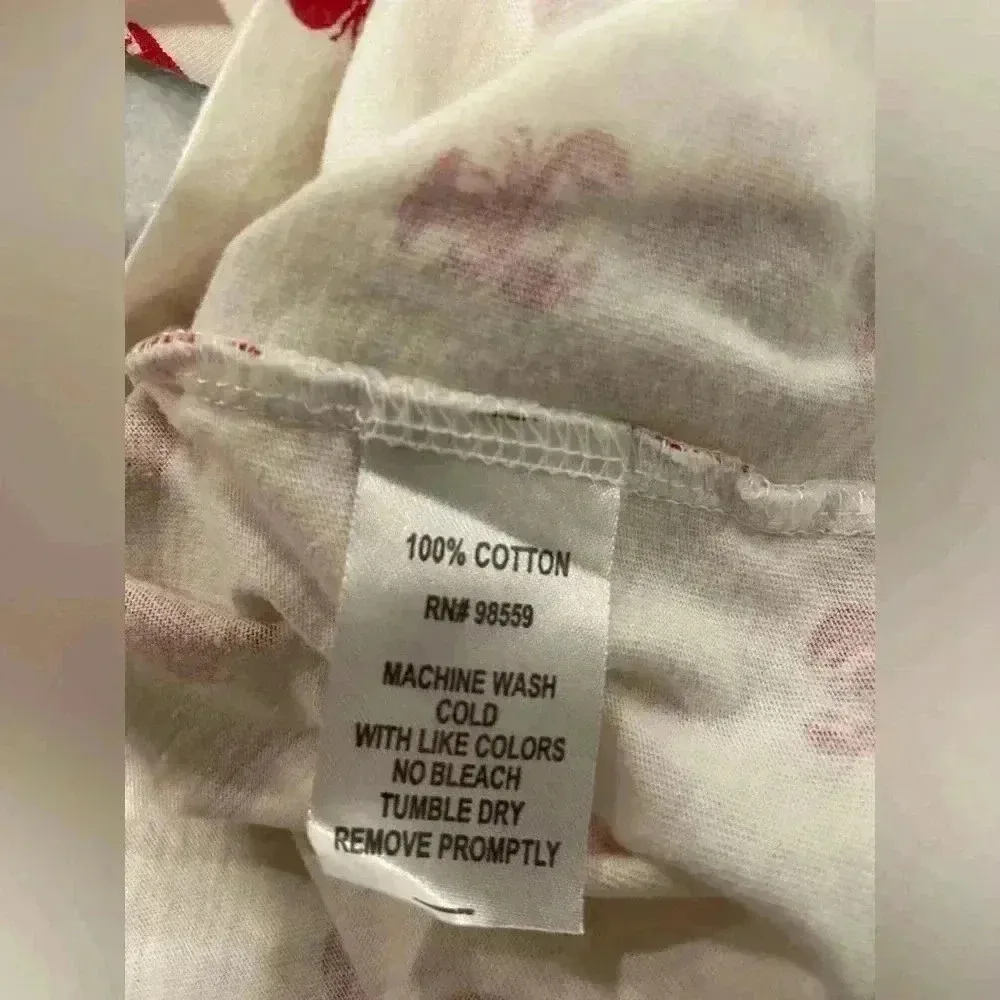 100% COTTON
RN# 98559
MACHINE WASH
COLD
WITH LIKE COLORS
NO BLEACH
TUMBLE DRY
REMOVE PROMPTLY